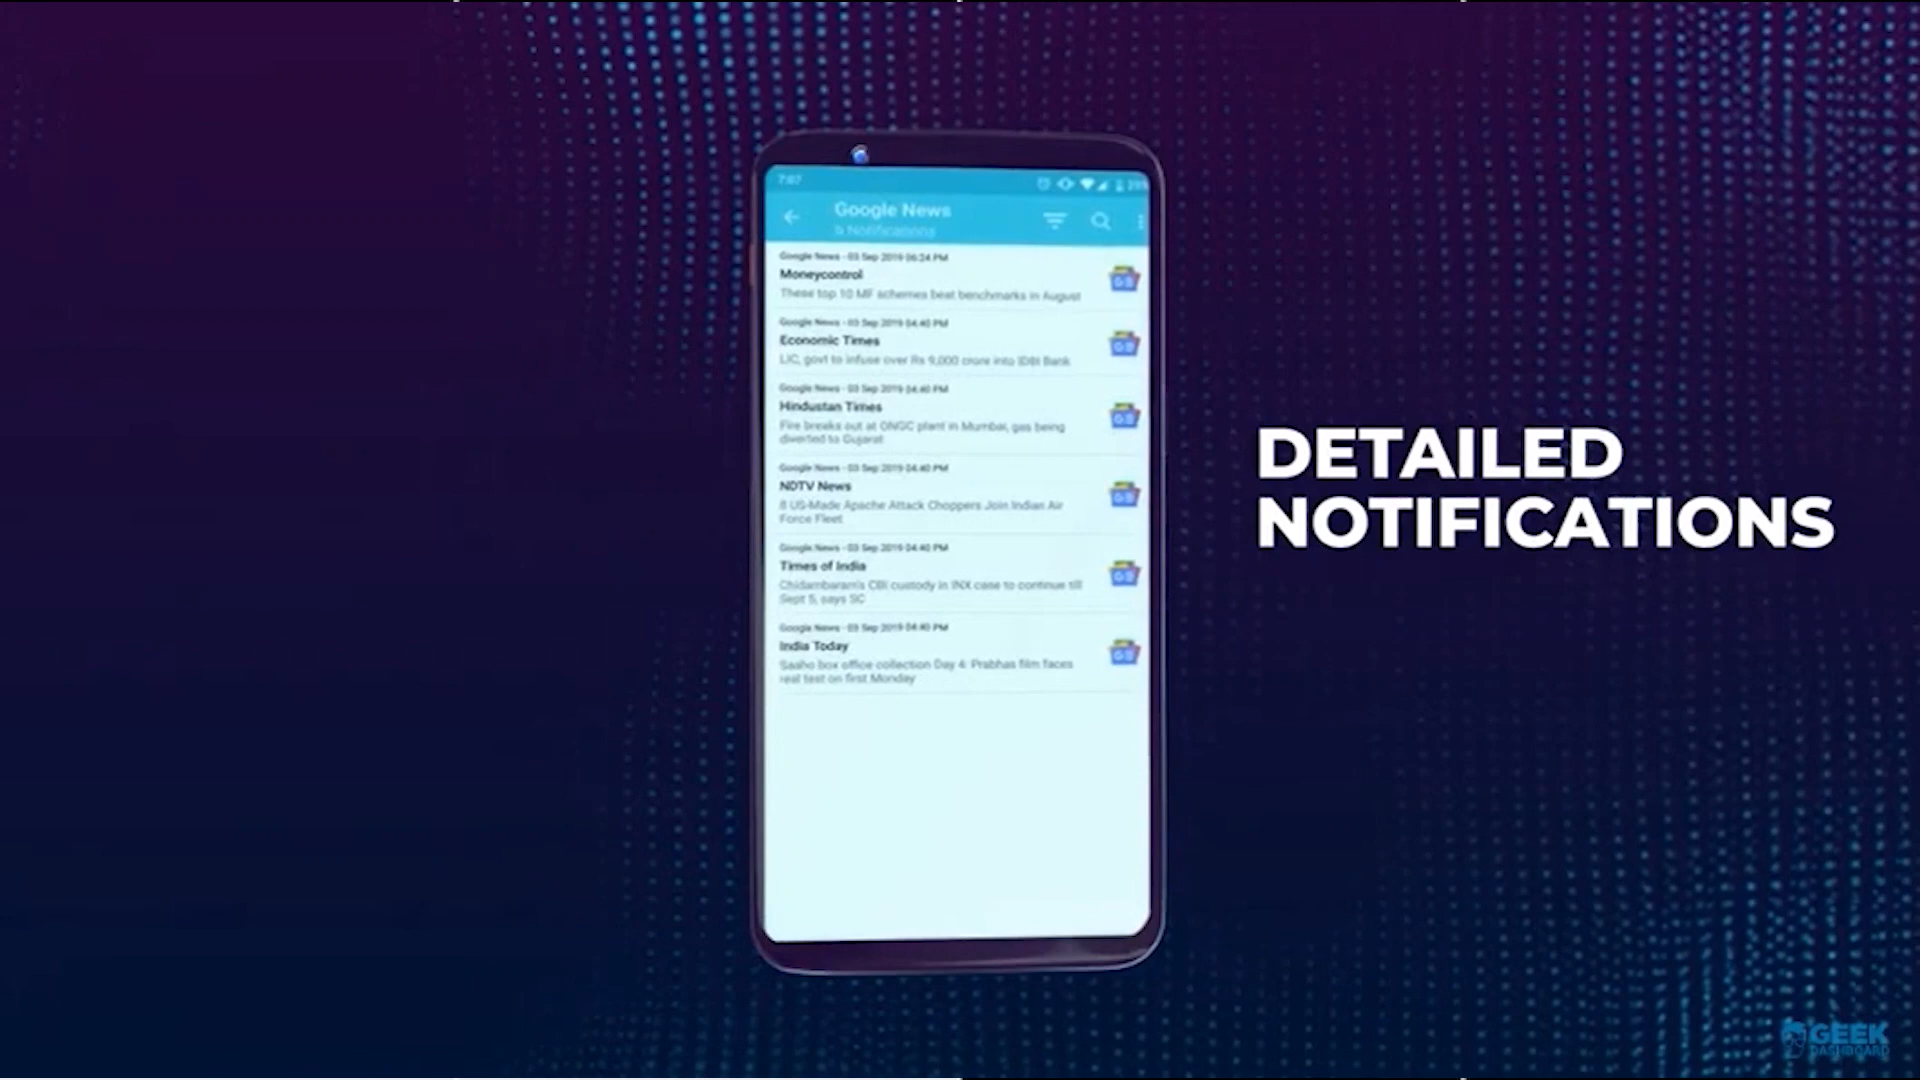 7:07
Google News
Notifications
Google News - 03 Sep 2019 06:24 PM
Moneycontrol
These top 10 MF schemes beat benchmarks in August
Google News - 03 Sep 2019 04:40 PM
Economic Times
LIC, govt to infuse over Rs 9,000 crore into IDBI Bank
Google News - 03 Sep 2019 04:40 PM
Hindustan Times
Fire breaks out at ONGC plant in Mumbai, gas being
diverted to Gujarat
Google News - 03 Sep 2019 04:40 PM
NDTV News
8 US-Made Apache Attack Choppers Join Indian Air
Force Fleet
Google News - 03 Sep 2019 04:40 PM
Times of India
Chidambaram's CBI custody in INX case to continue till
Sept 5, says SC
Google News - 03 Sep 2019 04:40 PM
India Today
Saaho box office collection Day 4: Prabhas film faces
real test on first Monday
DETAILED
NOTIFICATIONS
GEEK
DASHBOARD